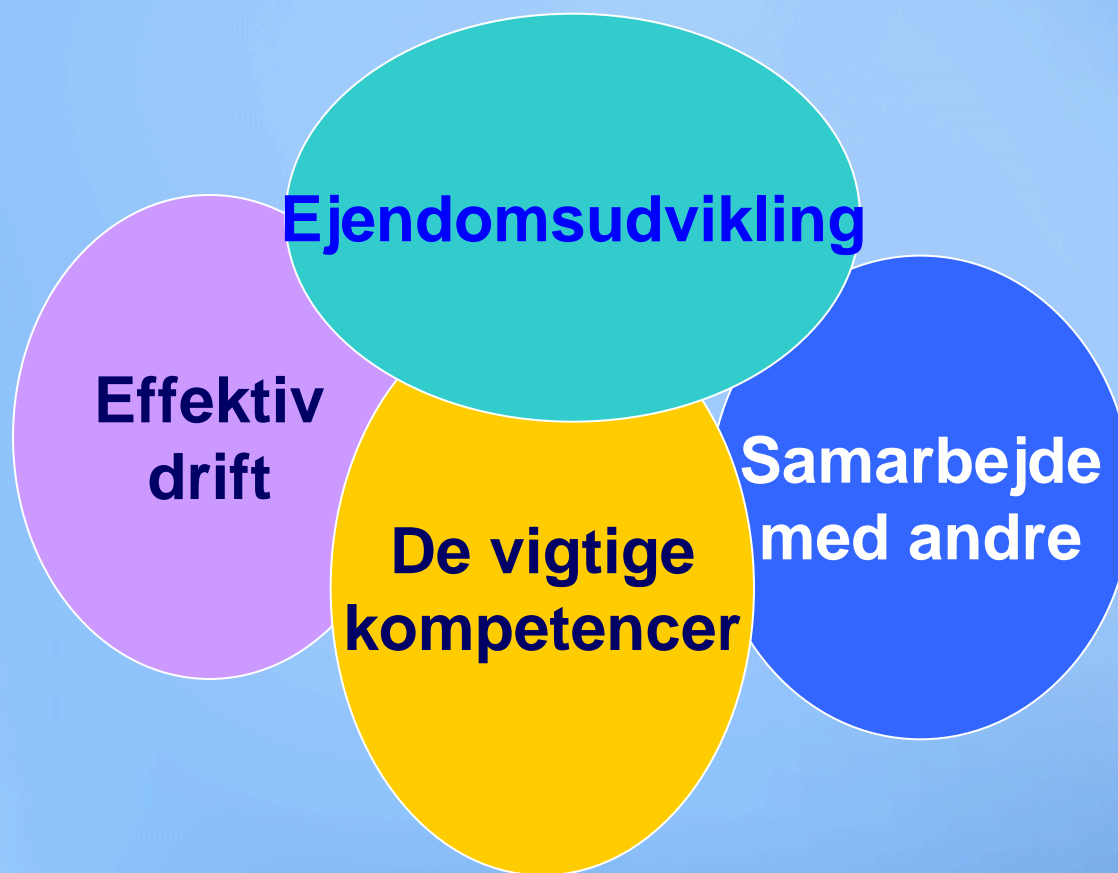 Ejendomsudvikling
Effektiv
drift
Samarbejde
med andre
De vigtige
kompetencer